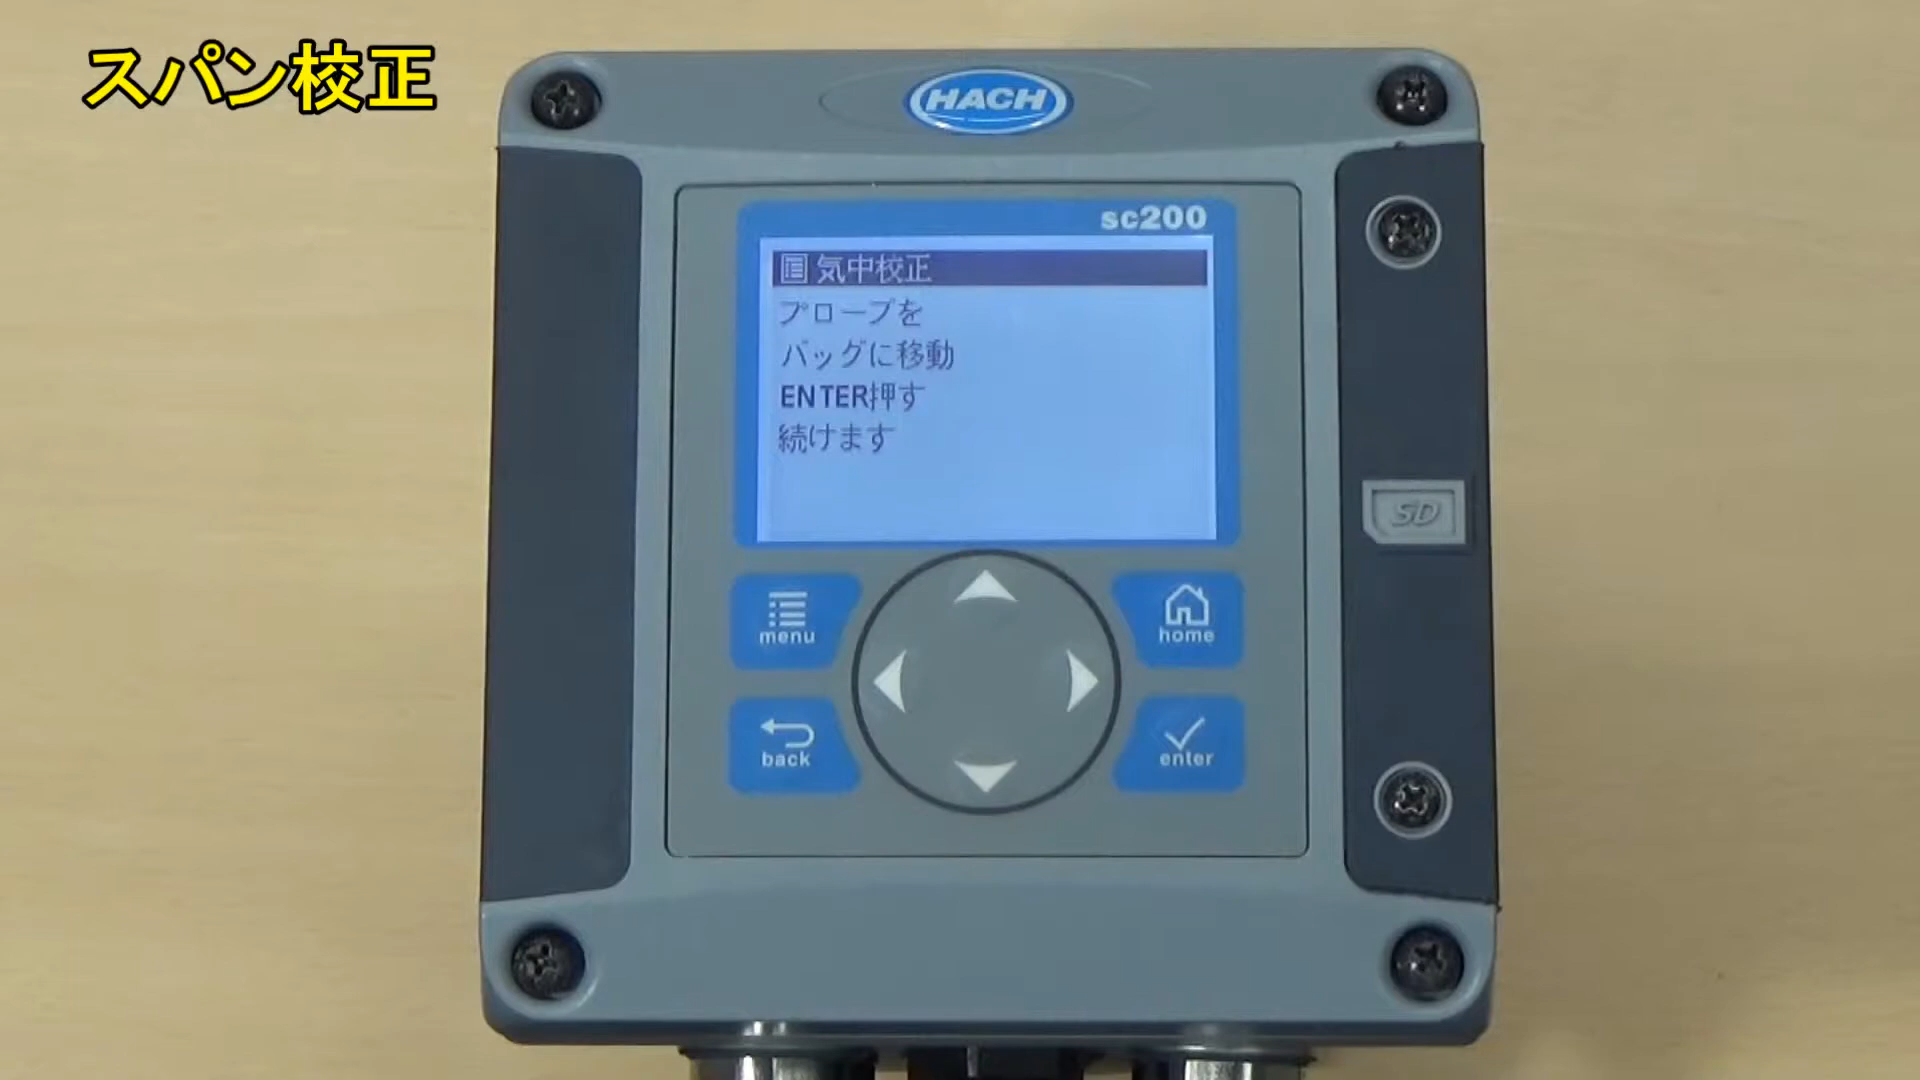 スパン校正
HACH
sc200
気中校正
プローブを
バッグに移動
ENTER押す
続けます
menu
home
back
enter
SD